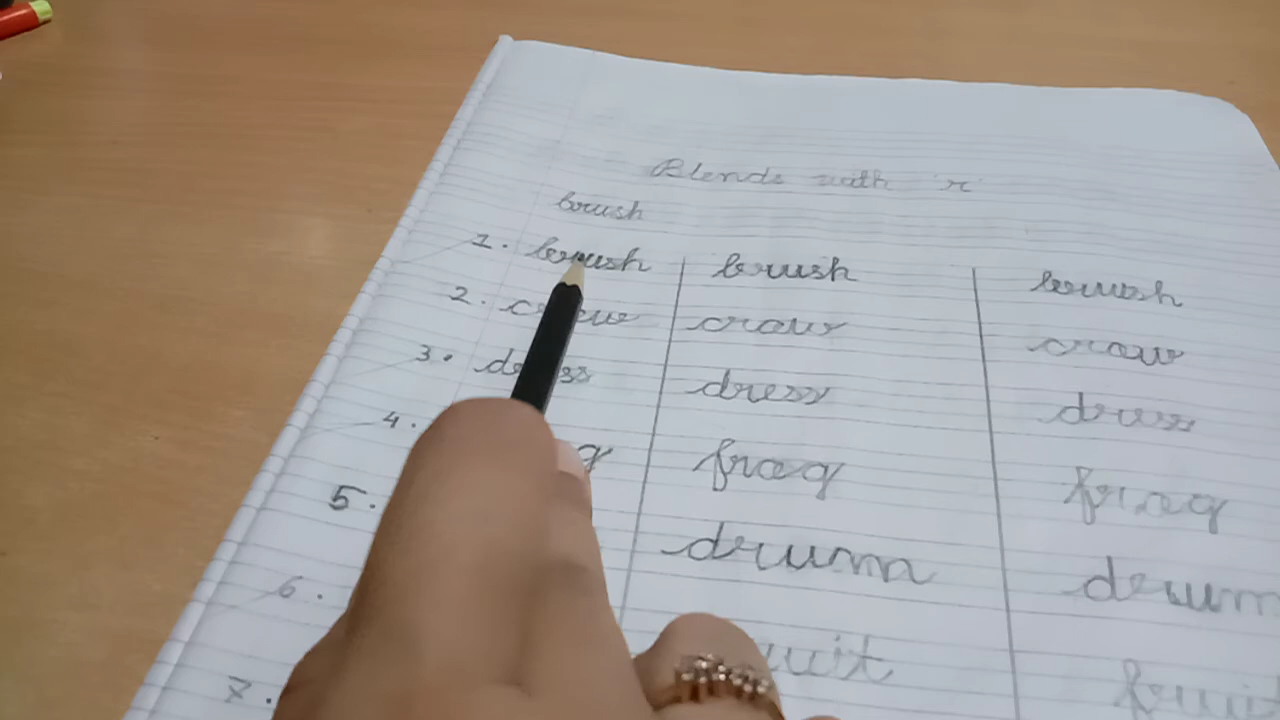 Blends with 'r'
brush
1. brush brush brush
2. crow crow
3. dress dress dress
4. frog frog
5. drum drum
6. fruit
7.